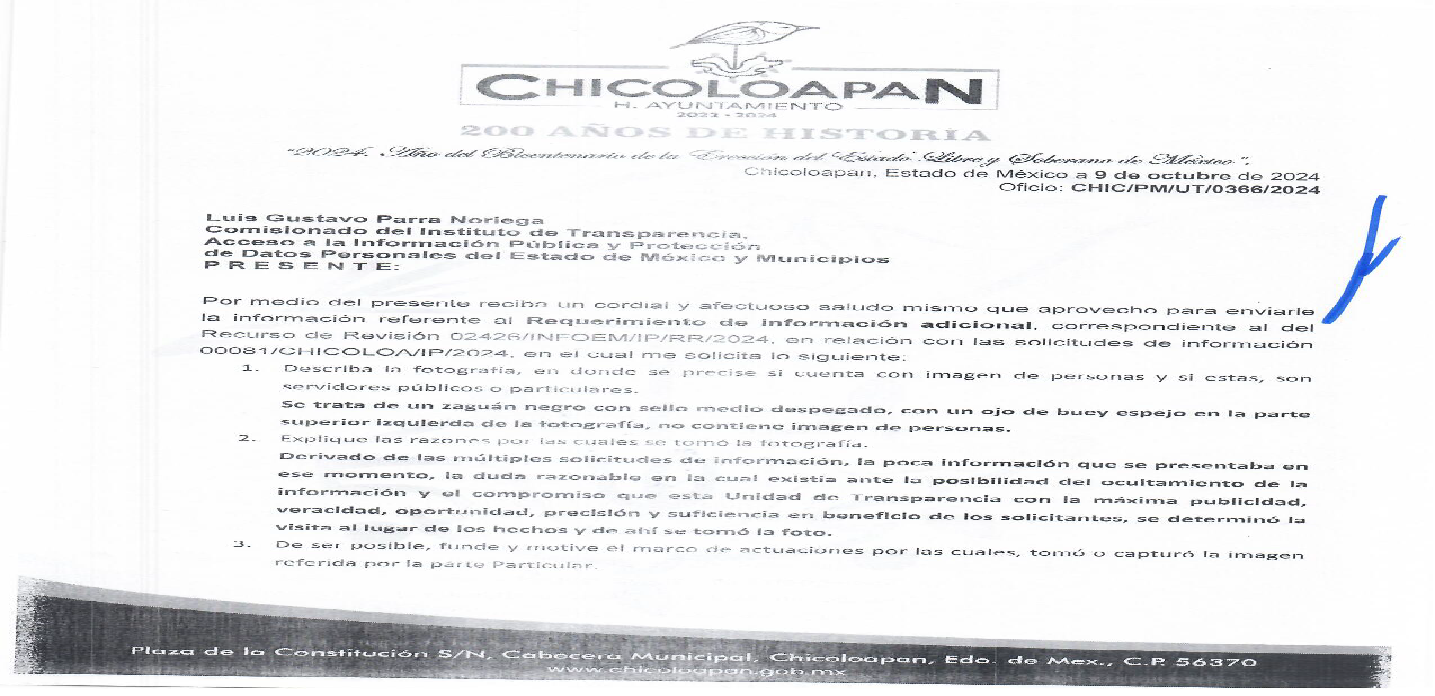 CHICOLOAPAN
H. AYUNTAMIENTO
2022 - 2024
200 AÑOS DE HISTORIA
"2024. Año del Bicentenario de la Erección del Estado Libre y Soberano de México".
Chicoloapan, Estado de México a 9 de octubre de 2024
Oficio: CHIC/PM/UT/0366/2024
Luis Gustavo Parra Noriega
Comisionado del Instituto de Transparencia,
Acceso a la Información Pública y Protección
de Datos Personales del Estado de México y Municipios
P R E S E N T E:
Por medio del presente reciba un cordial y afectuoso saludo mismo que aprovecho para enviarle
la información referente al Requerimiento de información adicional, correspondiente al del
Recurso de Revisión 02426/INFOEM/IP/RR/2024, en relación con las solicitudes de información
00081/CHICOLOA/IP/2024, en el cual me solicita lo siguiente:
1. Describa la fotografía, en donde se precise si cuenta con imagen de personas y si estas, son
servidores públicos o particulares.
Se trata de un zaguán negro con sello medio despegado, con un ojo de buey espejo en la parte
superior izquierda de la fotografía, no contiene imagen de personas.
2. Explique las razones por las cuales se tomó la fotografía.
Derivado de las múltiples solicitudes de información, la poca información que se presentaba en
ese momento, la duda razonable en la cual existía ante la posibilidad del ocultamiento de la
información y el compromiso que esta Unidad de Transparencia con la máxima publicidad,
veracidad, oportunidad, precisión y suficiencia en beneficio de los solicitantes, se determinó la
visita al lugar de los hechos y de ahí se tomó la foto.
3. De ser posible, funde y motive el marco de actuaciones por las cuales, tomó o capturó la imagen
referida por la parte Particular.
Plaza de la Constitución S/N, Cabecera Municipal, Chicoloapan, Edo. de Mex., C.P. 56370
www.chicoloapan.gob.mx